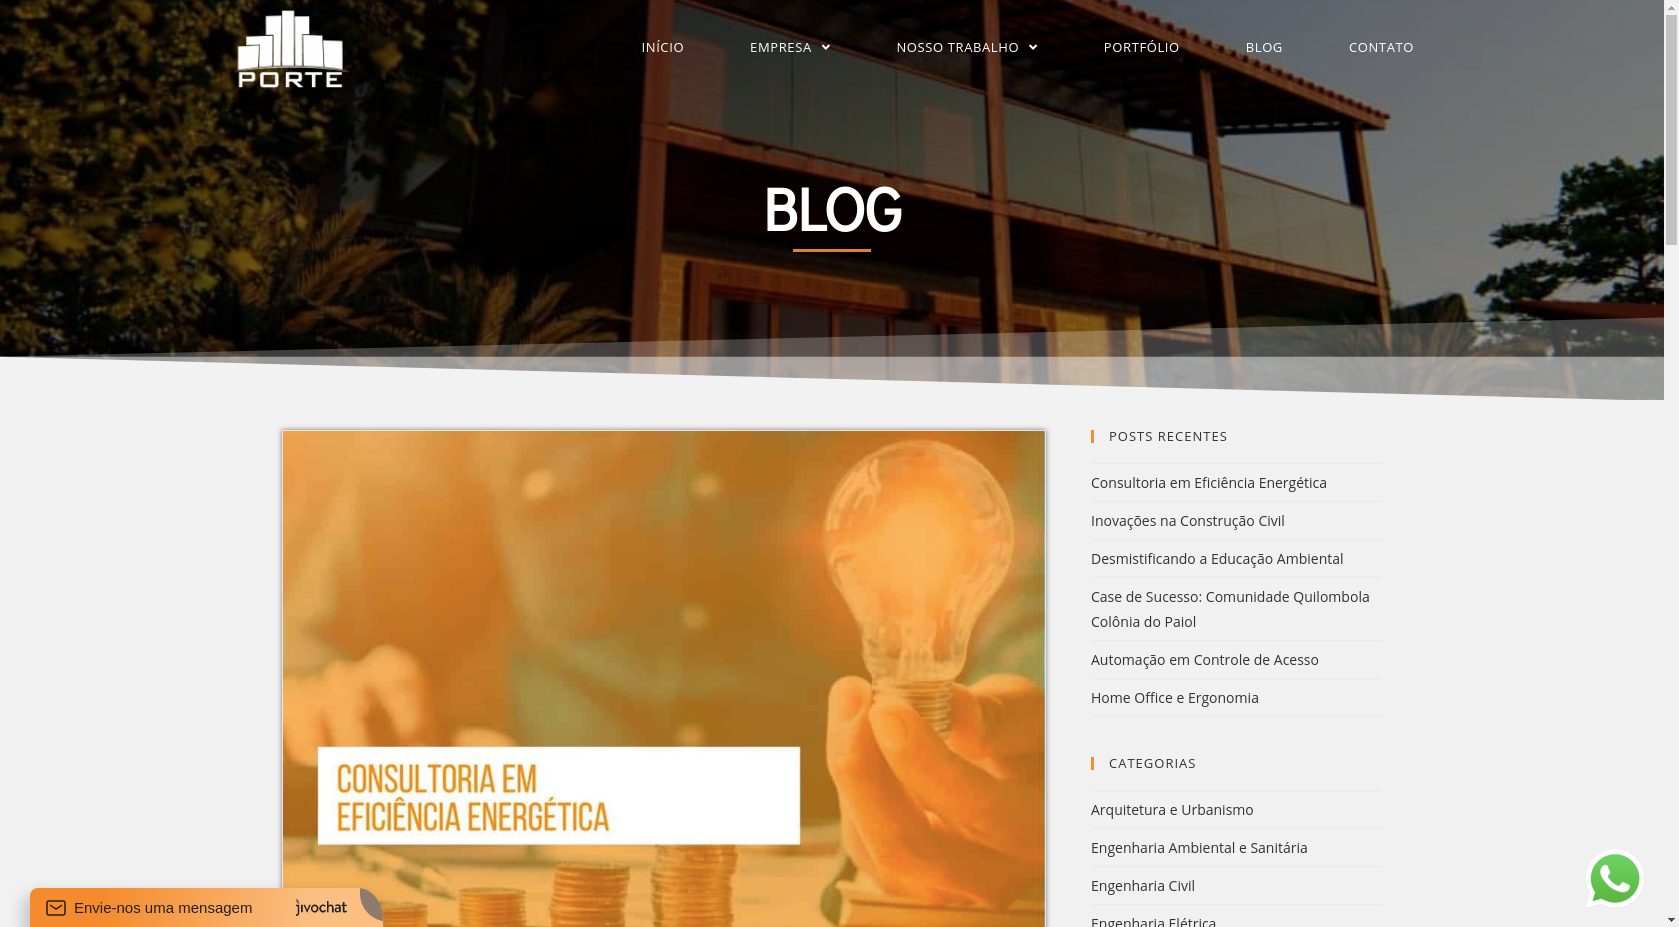 PORTE
INÍCIO
EMPRESA
NOSSO TRABALHO
PORTFÓLIO
BLOG
CONTATO
BLOG
CONSULTORIA EM
EFICIÊNCIA ENERGÉTICA
POSTS RECENTES
Consultoria em Eficiência Energética
Inovações na Construção Civil
Desmistificando a Educação Ambiental
Case de Sucesso: Comunidade Quilombola
Colônia do Paiol
Automação em Controle de Acesso
Home Office e Ergonomia
CATEGORIAS
Arquitetura e Urbanismo
Engenharia Ambiental e Sanitária
Engenharia Civil
Engenharia Elétrica
Envie-nos uma mensagem
jivochat